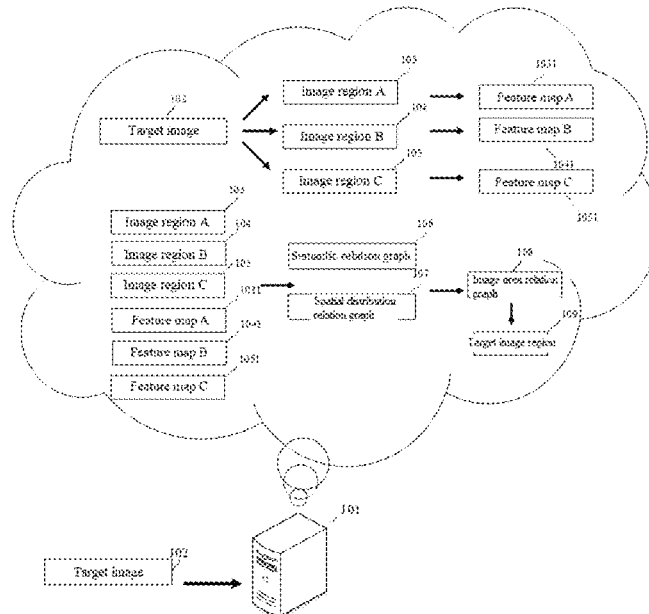 103
1031
Image region A
Feature map A
102
Target image
104
Image region B
Feature map B
105
1041
Image region C
Feature map C
1051
103
Image region A
104
Image region B
105
Image region C
1031
Feature map A
1041
Feature map B
1051
Feature map C
106
Semantic relation graph
107
Spatial distribution
relation graph
108
Image area relation
graph
109
Target image region
101
102
Target image